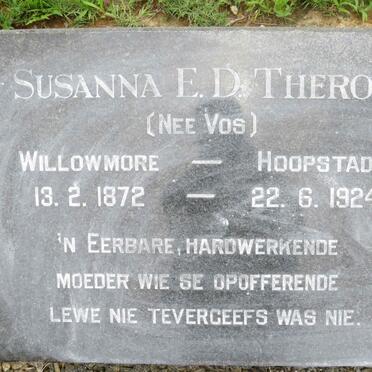 SUSANNA E. D. THERO
(NEE VOS)
WILLOWMORE — HOOPSTAD
13. 2. 1872 — 22. 6. 1924
'N EERBARE, HARDWERKENDE
MOEDER WIE SE OPOFFERENDE
LEWE NIE TEVERGEEFS WAS NIE.